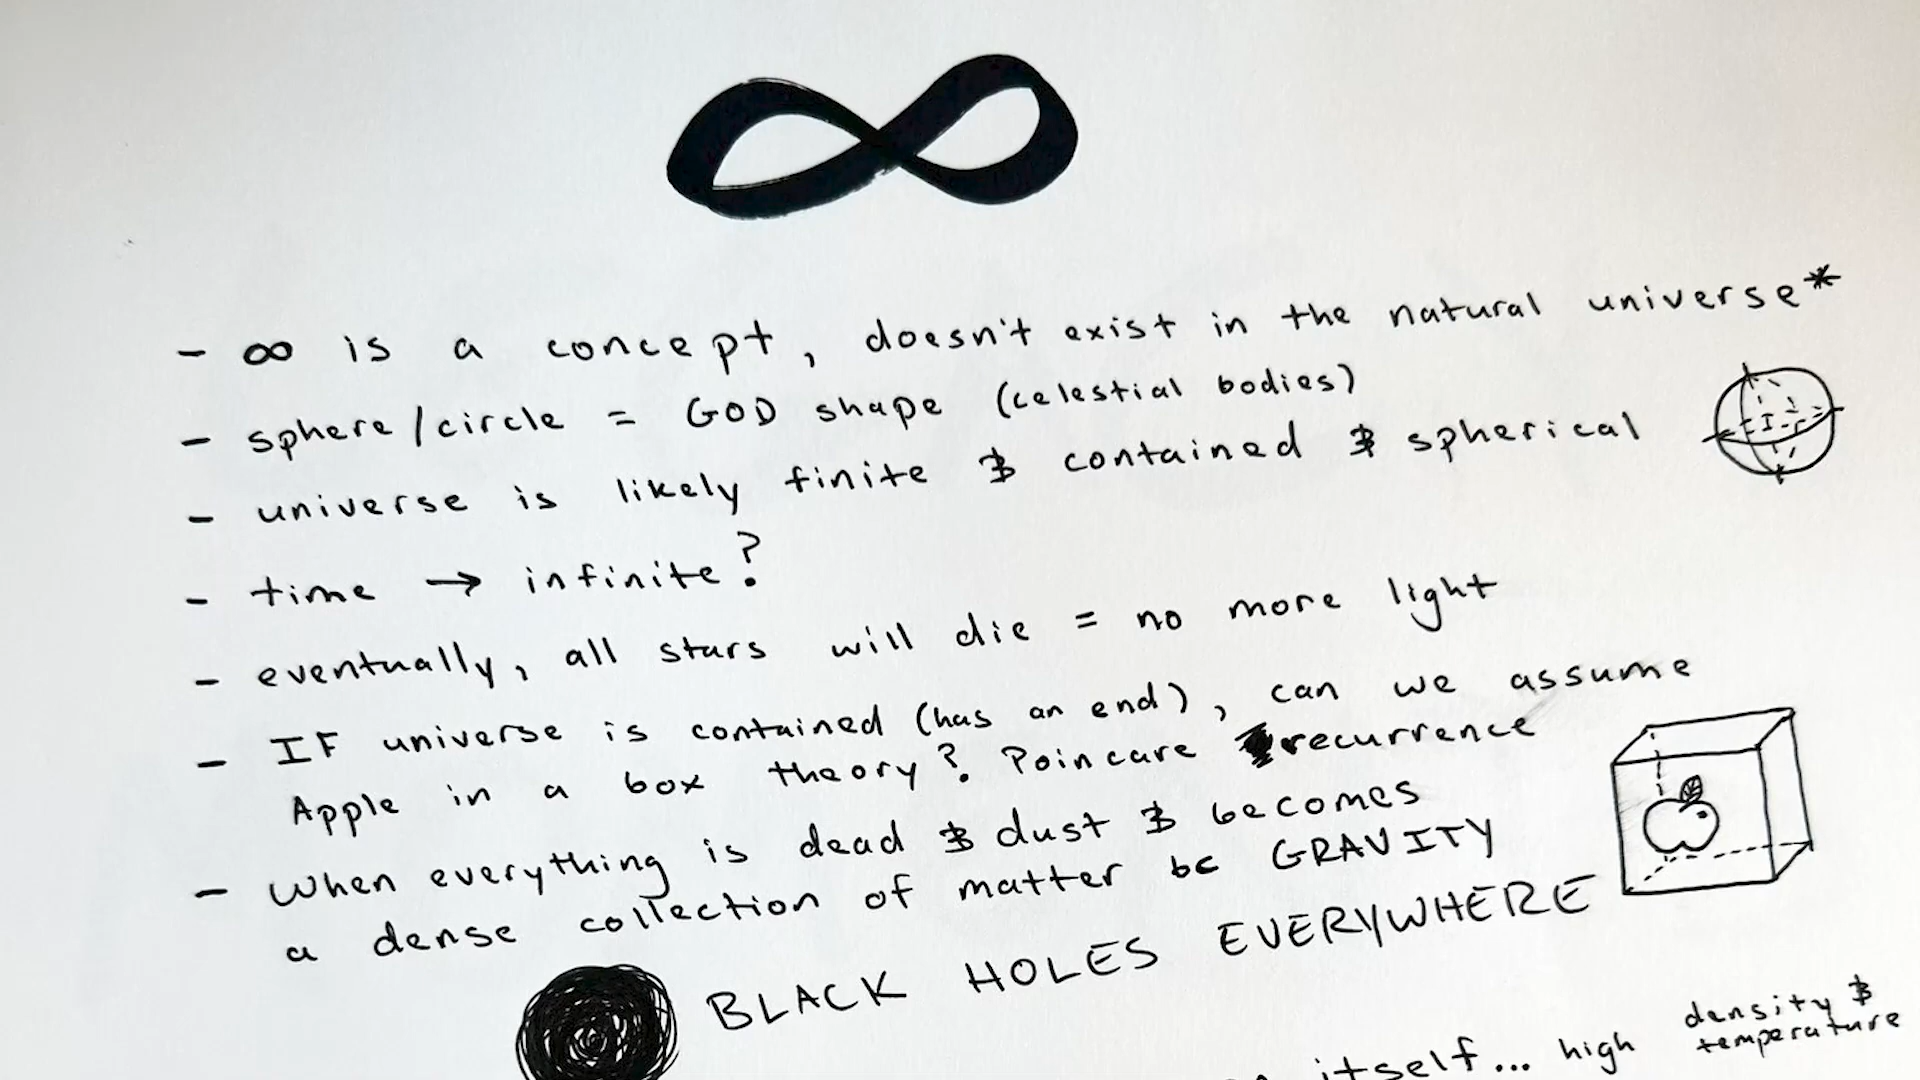 ∞
- ∞ is a concept, doesn't exist in the natural universe*
- sphere/circle = GOD shape (celestial bodies)
- universe is likely finite & contained & spherical
- time → infinite?
- eventually, all stars will die = no more light
- IF universe is contained (has an end), can we assume
Apple in a box theory? Poincare recurrence
- When everything is dead & dust & becomes
a dense collection of matter bc GRAVITY
BLACK HOLES EVERYWHERE
itself... high density & temperature